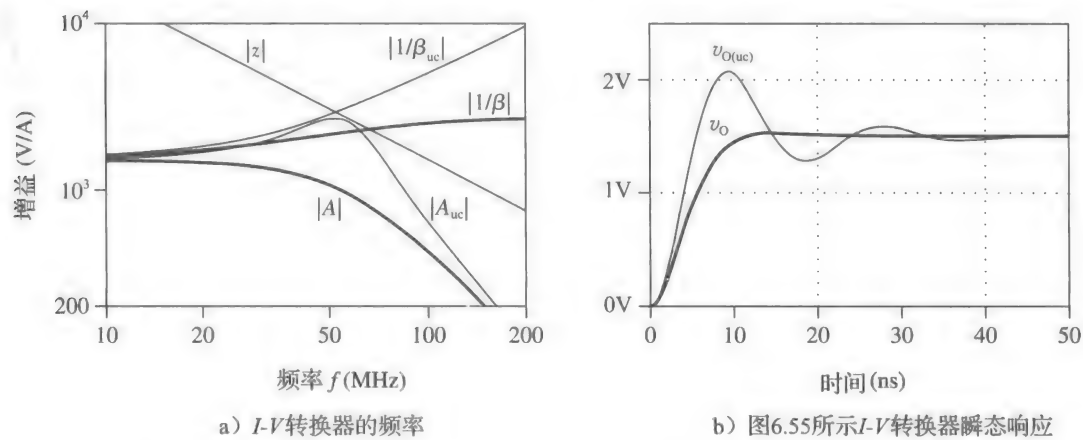 10⁴
|z|
|1/β_uc|
|1/β|
增益 (V/A)
10³
|A|
|A_uc|
200
10 20 50 100 200
频率 f (MHz)
a）I-V转换器的频率
2V
v_O(uc)
v_O
1V
0V
0 10 20 30 40 50
时间 (ns)
b）图6.55所示I-V转换器瞬态响应